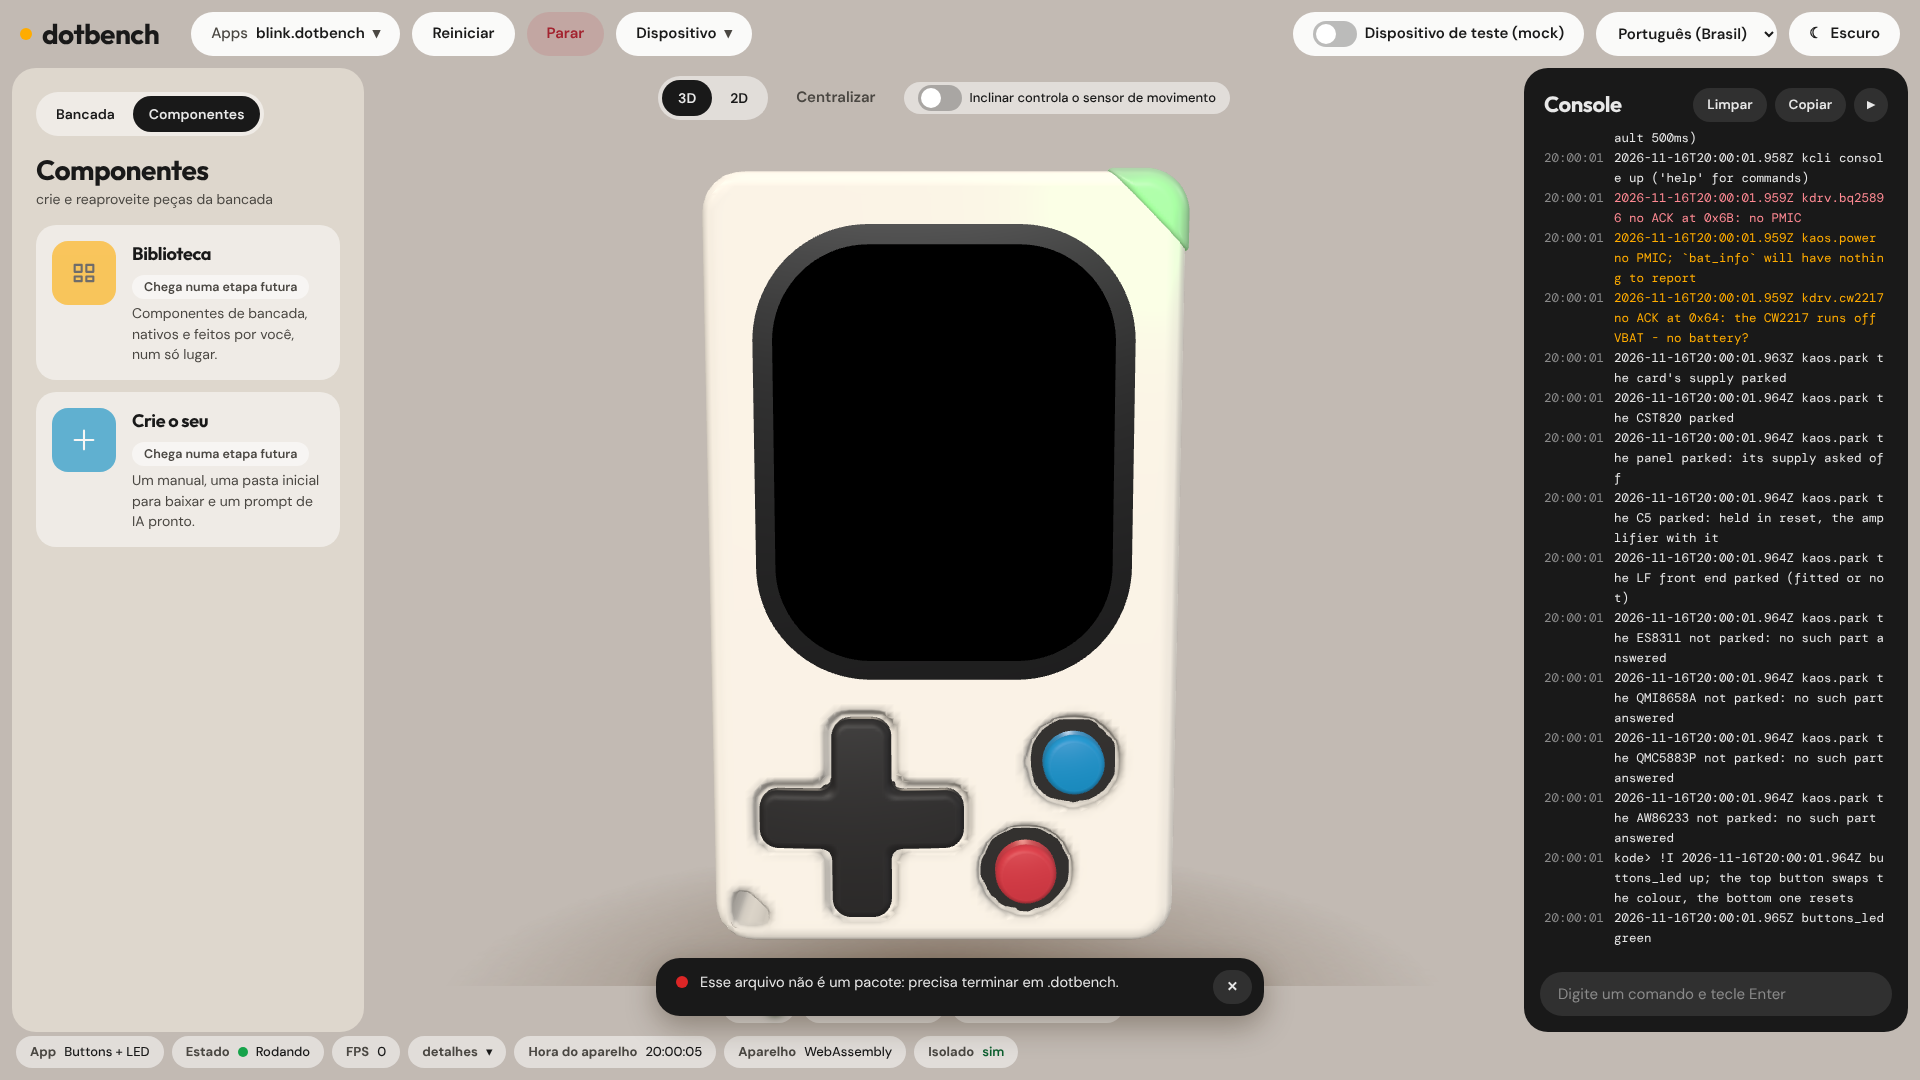 dotbench
Apps blink.dotbench ▾
Reiniciar
Parar
Dispositivo ▾
Dispositivo de teste (mock)
Português (Brasil)
Escuro
Bancada
Componentes
Componentes
crie e reaproveite peças da bancada
Biblioteca
Chega numa etapa futura
Componentes de bancada,
nativos e feitos por você,
num só lugar.
Crie o seu
Chega numa etapa futura
Um manual, uma pasta inicial
para baixar e um prompt de
IA pronto.
3D
2D
Centralizar
Inclinar controla o sensor de movimento
Esse arquivo não é um pacote: precisa terminar em .dotbench.
Console
Limpar
Copiar
ault 500ms)
20:00:01 2026-11-16T20:00:01.958Z kcli consol
e up ('help' for commands)
20:00:01 2026-11-16T20:00:01.959Z kdrv.bq2589
6 no ACK at 0x6B: no PMIC
20:00:01 2026-11-16T20:00:01.959Z kaos.power
no PMIC; `bat_info` will have nothin
g to report
20:00:01 2026-11-16T20:00:01.959Z kdrv.cw2217
no ACK at 0x64: the CW2217 runs off
VBAT - no battery?
20:00:01 2026-11-16T20:00:01.963Z kaos.park t
he card's supply parked
20:00:01 2026-11-16T20:00:01.964Z kaos.park t
he CST820 parked
20:00:01 2026-11-16T20:00:01.964Z kaos.park t
he panel parked: its supply asked of
f
20:00:01 2026-11-16T20:00:01.964Z kaos.park t
he C5 parked: held in reset, the amp
lifier with it
20:00:01 2026-11-16T20:00:01.964Z kaos.park t
he LF front end parked (fitted or no
t)
20:00:01 2026-11-16T20:00:01.964Z kaos.park t
he ES8311 not parked: no such part a
nswered
20:00:01 2026-11-16T20:00:01.964Z kaos.park t
he QMI8658A not parked: no such part
answered
20:00:01 2026-11-16T20:00:01.964Z kaos.park t
he QMC5883P not parked: no such part
answered
20:00:01 2026-11-16T20:00:01.964Z kaos.park t
he AW86233 not parked: no such part
answered
20:00:01 kode> !I 2026-11-16T20:00:01.964Z bu
ttons_led up; the top button swaps t
he colour, the bottom one resets
20:00:01 2026-11-16T20:00:01.965Z buttons_led
green
Digite um comando e tecle Enter
App Buttons + LED
Estado Rodando
FPS 0
detalhes ▾
Hora do aparelho 20:00:05
Aparelho WebAssembly
Isolado sim